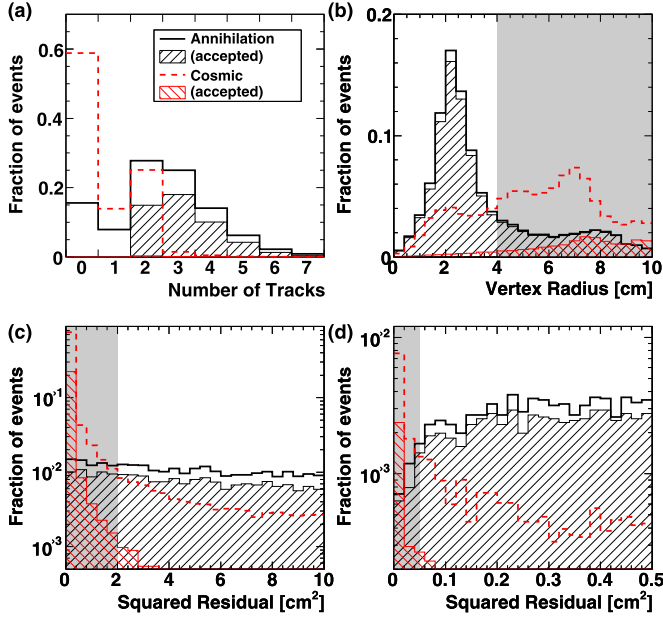 (a)
Fraction of events
0.6
0.4
0.2
0
Annihilation
(accepted)
Cosmic
(accepted)
0 1 2 3 4 5 6 7
Number of Tracks
(b)
Fraction of events
0.2
0.1
0
0 2 4 6 8 10
Vertex Radius [cm]
(c)
Fraction of events
10⁻¹
10⁻²
10⁻³
0 2 4 6 8 10
Squared Residual [cm²]
(d)
Fraction of events
10⁻²
10⁻³
0 0.1 0.2 0.3 0.4 0.5
Squared Residual [cm²]